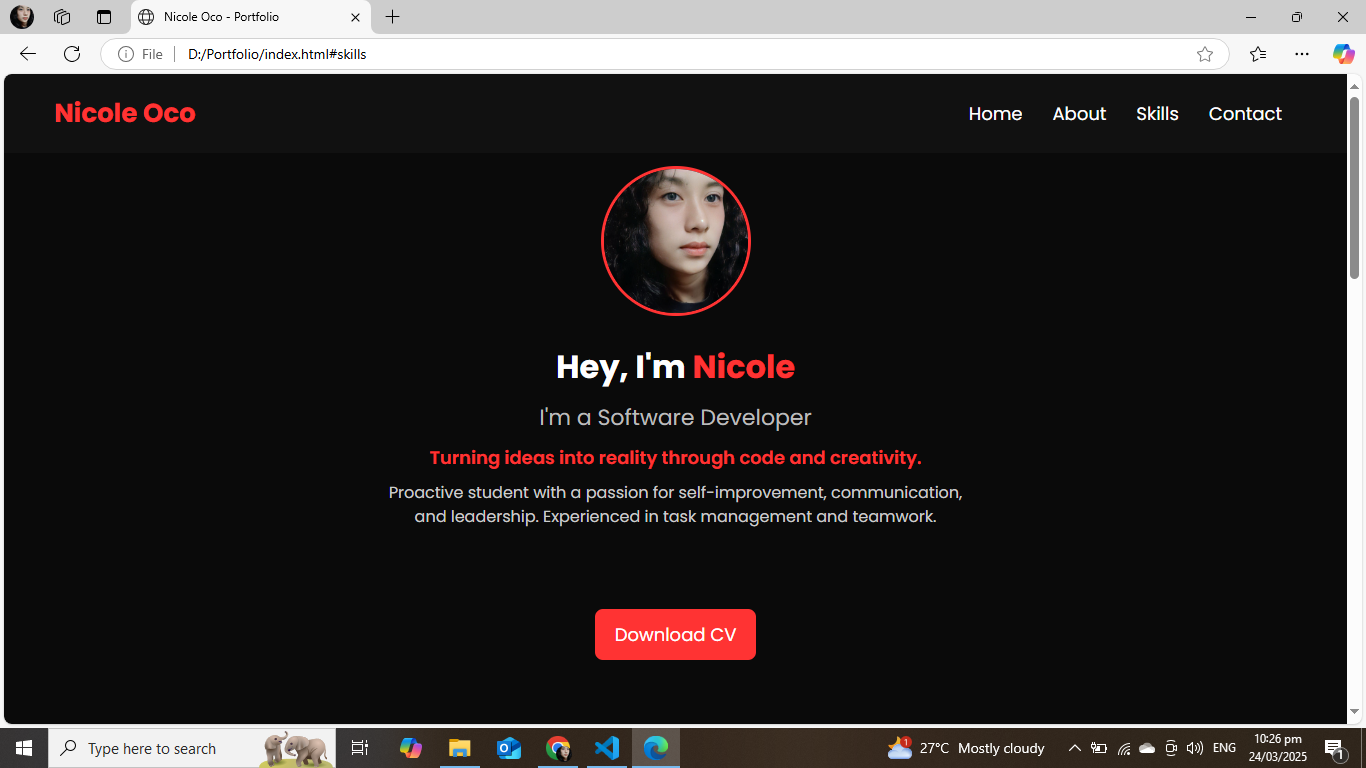 Nicole Oco - Portfolio
File
D:/Portfolio/index.html#skills
Nicole Oco
Home
About
Skills
Contact
Hey, I'm Nicole
I'm a Software Developer
Turning ideas into reality through code and creativity.
Proactive student with a passion for self-improvement, communication,
and leadership. Experienced in task management and teamwork.
Download CV
Type here to search
1
27°C Mostly cloudy
ENG
10:26 pm
24/03/2025
1